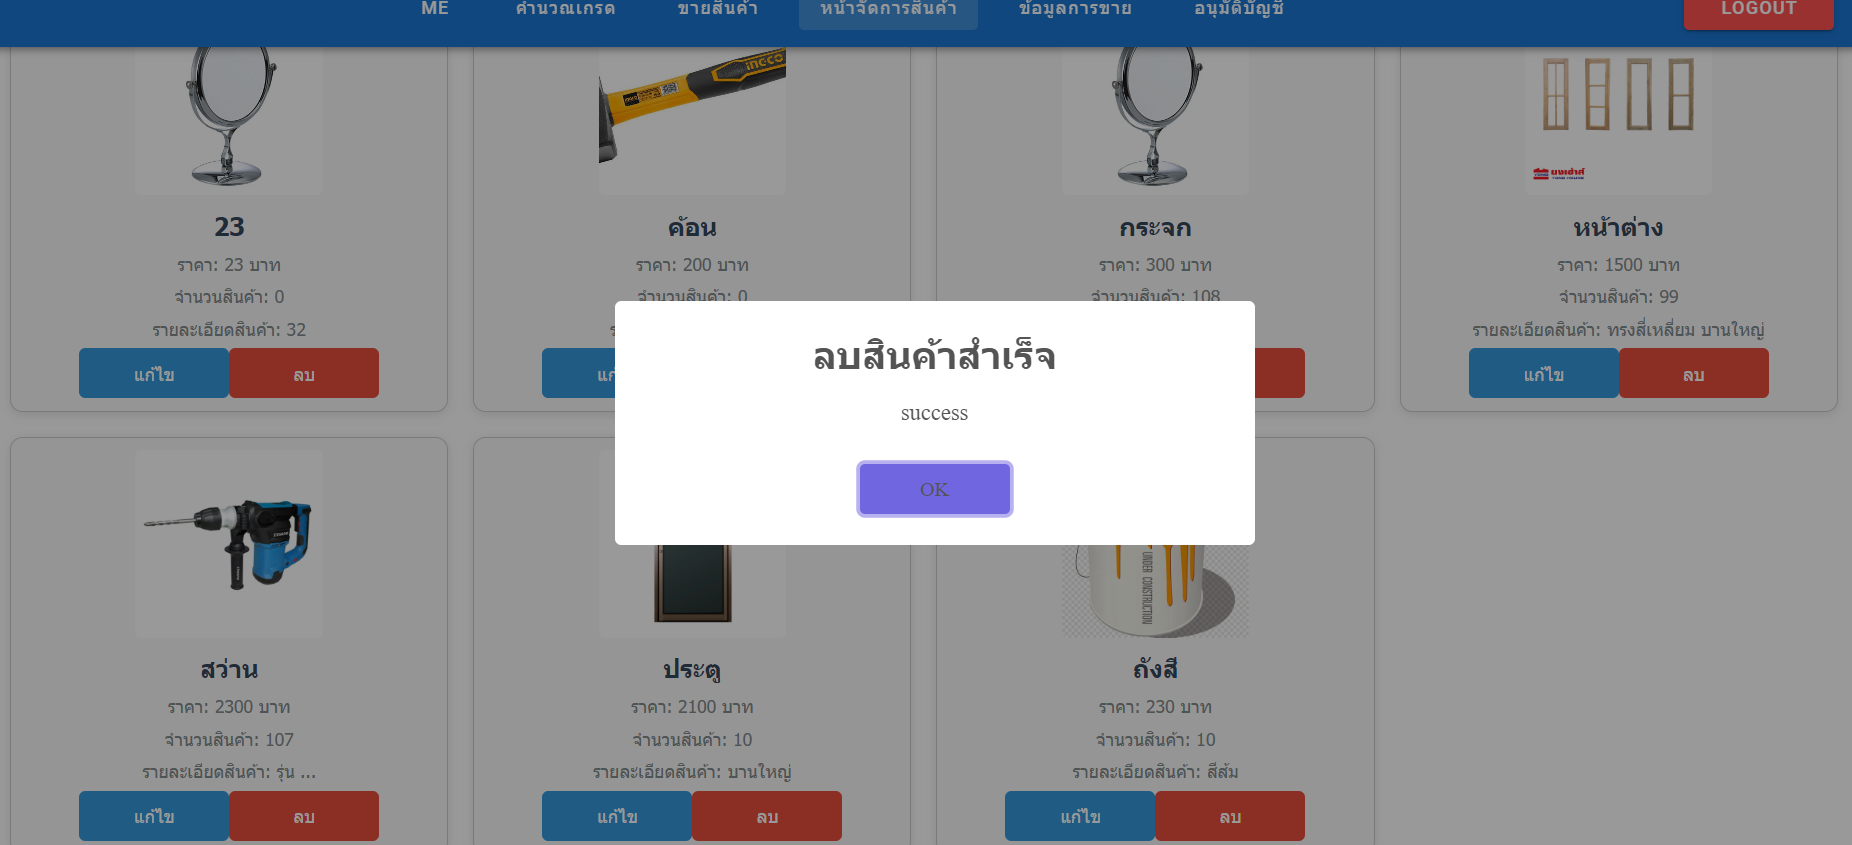 ME คำนวณเกรด ขายสินค้า หน้าจัดการสินค้า ข้อมูลการขาย อนุมัติบัญชี LOGOUT
INGCO
ยงเฮ้าส์
23
ราคา: 23 บาท
จำนวนสินค้า: 0
รายละเอียดสินค้า: 32
แก้ไข ลบ
ค้อน
ราคา: 200 บาท
จำนวนสินค้า: 0
กระจก
ราคา: 300 บาท
จำนวนสินค้า: 108
หน้าต่าง
ราคา: 1500 บาท
จำนวนสินค้า: 99
รายละเอียดสินค้า: ทรงสี่เหลี่ยม บานใหญ่
แก้ไข ลบ
ลบสินค้าสำเร็จ
success
OK
สว่าน
ราคา: 2300 บาท
จำนวนสินค้า: 107
รายละเอียดสินค้า: รุ่น ...
แก้ไข ลบ
ประตู
ราคา: 2100 บาท
จำนวนสินค้า: 10
รายละเอียดสินค้า: บานใหญ่
แก้ไข ลบ
UNDER
CONSTRUCTION
ถังสี
ราคา: 230 บาท
จำนวนสินค้า: 10
รายละเอียดสินค้า: สีส้ม
แก้ไข ลบ